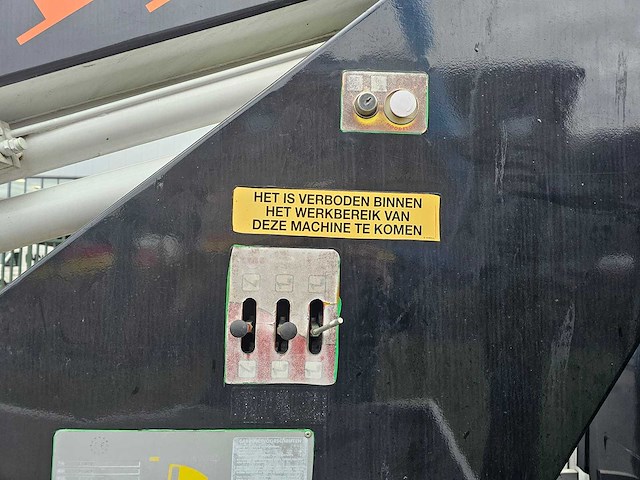 HET IS VERBODEN BINNEN
HET WERKBEREIK VAN
DEZE MACHINE TE KOMEN